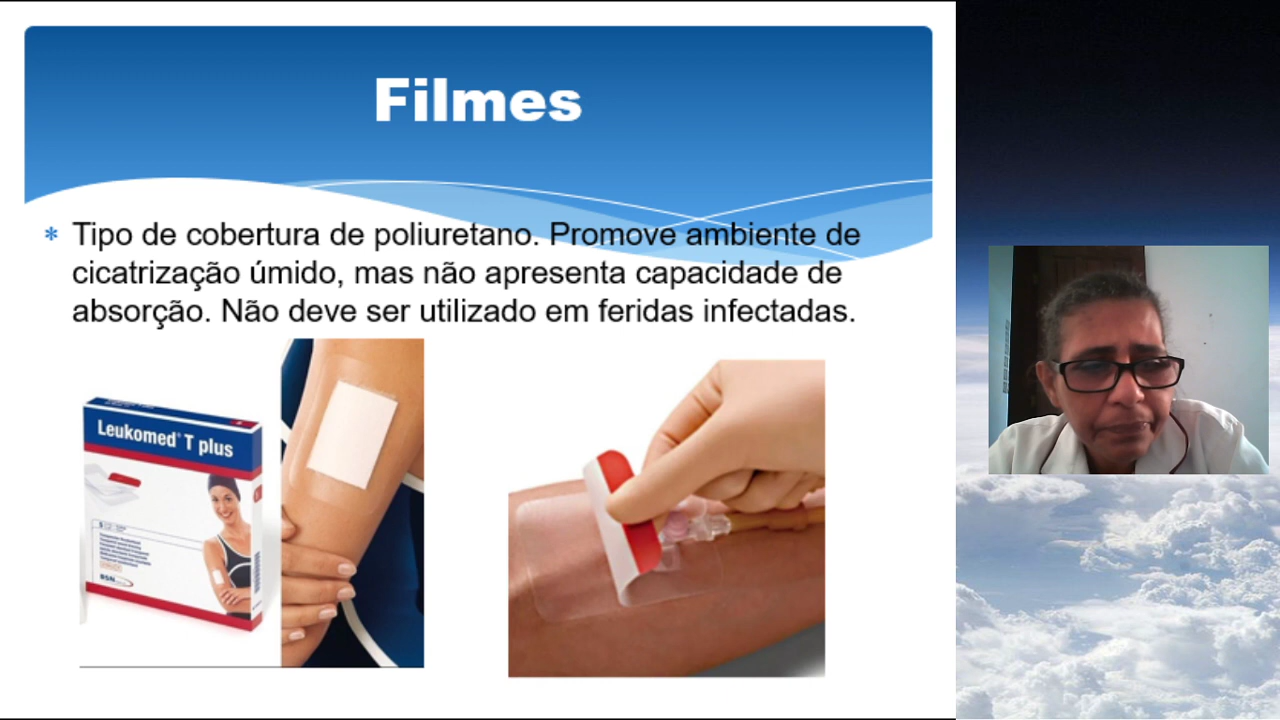 Filmes
* Tipo de cobertura de poliuretano. Promove ambiente de
cicatrização úmido, mas não apresenta capacidade de
absorção. Não deve ser utilizado em feridas infectadas.
Leukomed® T plus
BSN